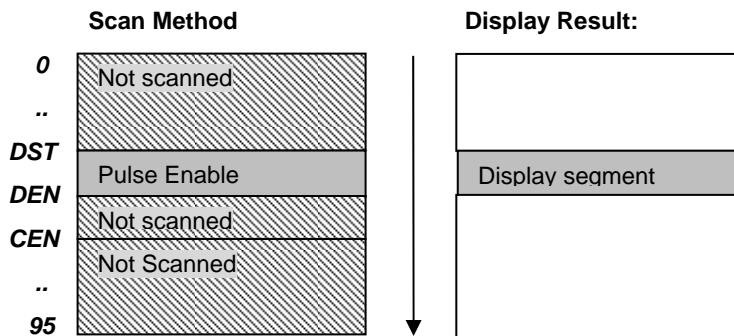 Scan Method
Display Result:
0
Not scanned
..
DST
Pulse Enable
Display segment
DEN
Not scanned
CEN
Not Scanned
..
95